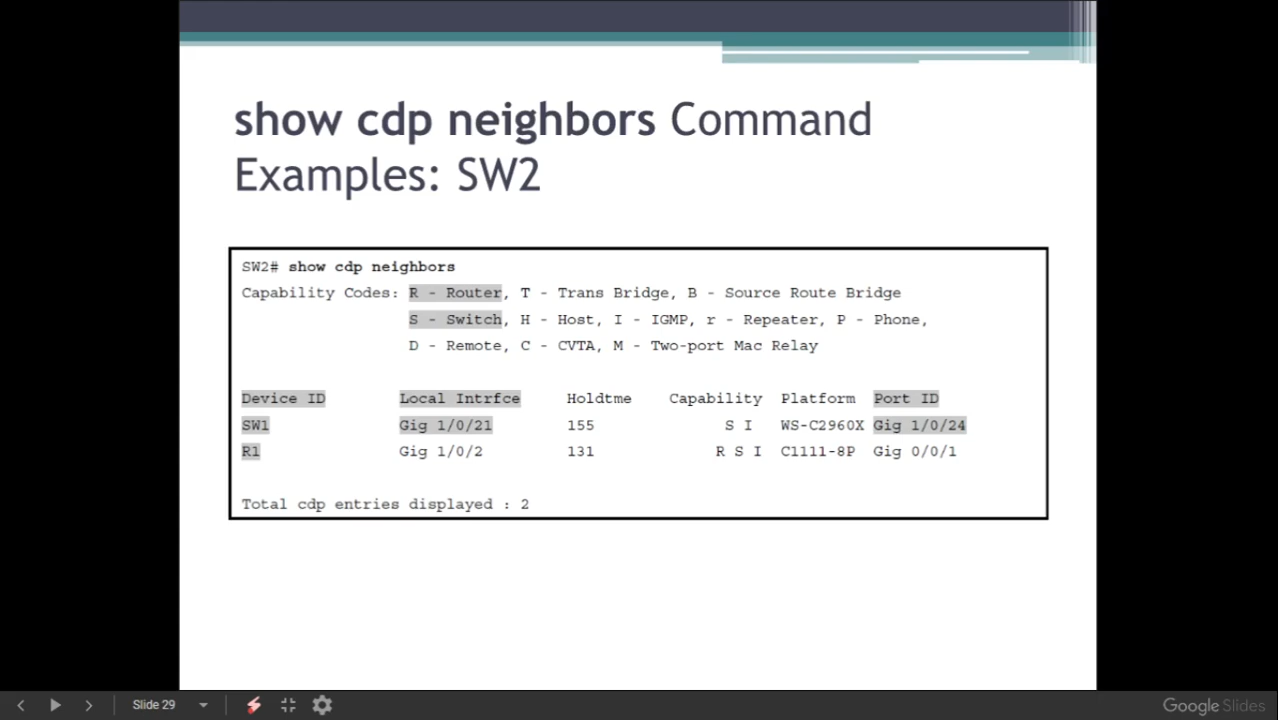 show cdp neighbors Command
Examples: SW2
SW2# show cdp neighbors
Capability Codes: R - Router, T - Trans Bridge, B - Source Route Bridge
S - Switch, H - Host, I - IGMP, r - Repeater, P - Phone,
D - Remote, C - CVTA, M - Two-port Mac Relay
Device ID Local Intrfce Holdtme Capability Platform Port ID
SW1 Gig 1/0/21 155 S I WS-C2960X Gig 1/0/24
R1 Gig 1/0/2 131 R S I C1111-8P Gig 0/0/1
Total cdp entries displayed : 2
Slide 29
Google Slides